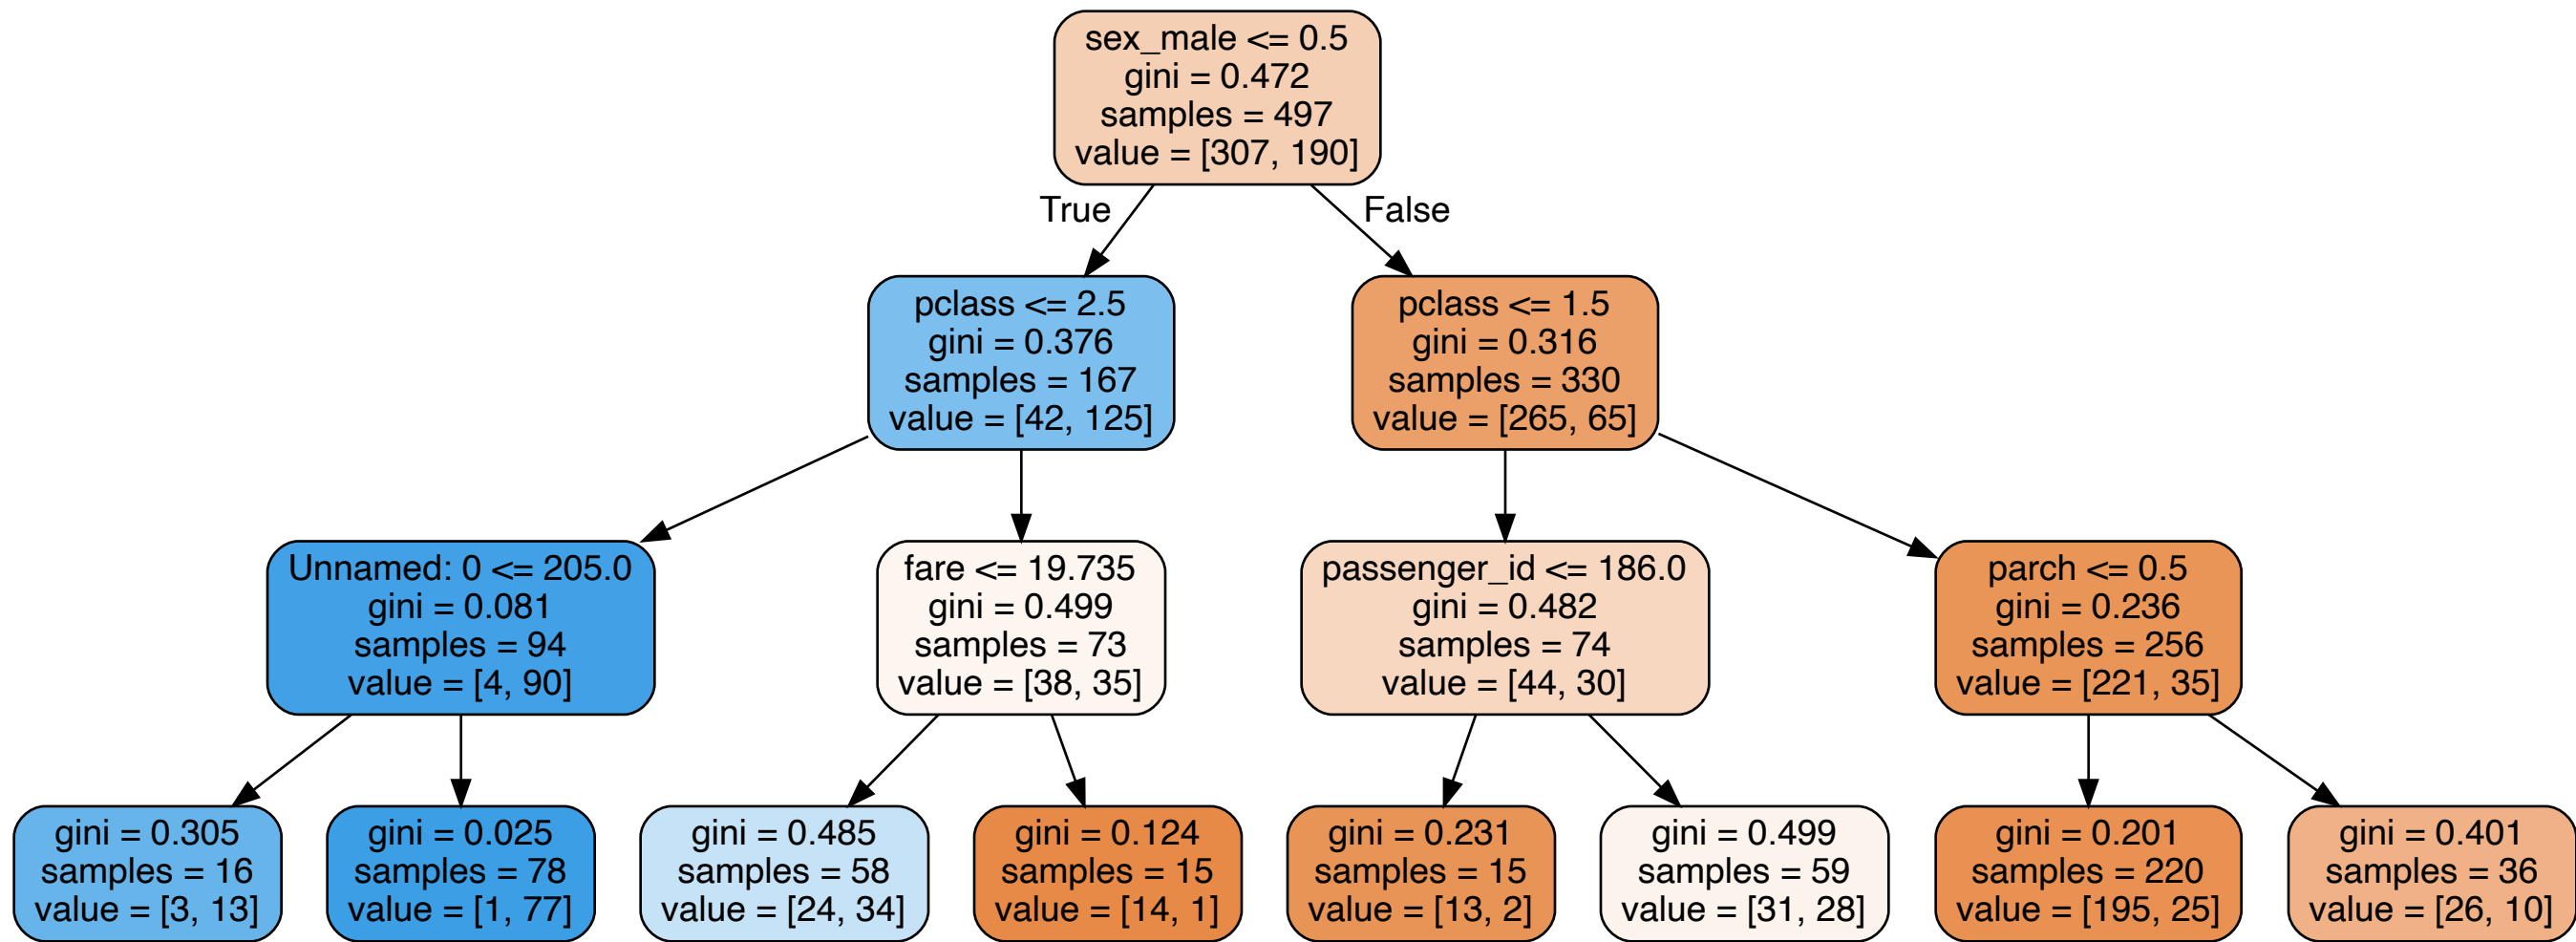 sex_male <= 0.5
gini = 0.472
samples = 497
value = [307, 190]
True
False
pclass <= 2.5
gini = 0.376
samples = 167
value = [42, 125]
pclass <= 1.5
gini = 0.316
samples = 330
value = [265, 65]
Unnamed: 0 <= 205.0
gini = 0.081
samples = 94
value = [4, 90]
fare <= 19.735
gini = 0.499
samples = 73
value = [38, 35]
passenger_id <= 186.0
gini = 0.482
samples = 74
value = [44, 30]
parch <= 0.5
gini = 0.236
samples = 256
value = [221, 35]
gini = 0.305
samples = 16
value = [3, 13]
gini = 0.025
samples = 78
value = [1, 77]
gini = 0.485
samples = 58
value = [24, 34]
gini = 0.124
samples = 15
value = [14, 1]
gini = 0.231
samples = 15
value = [13, 2]
gini = 0.499
samples = 59
value = [31, 28]
gini = 0.201
samples = 220
value = [195, 25]
gini = 0.401
samples = 36
value = [26, 10]